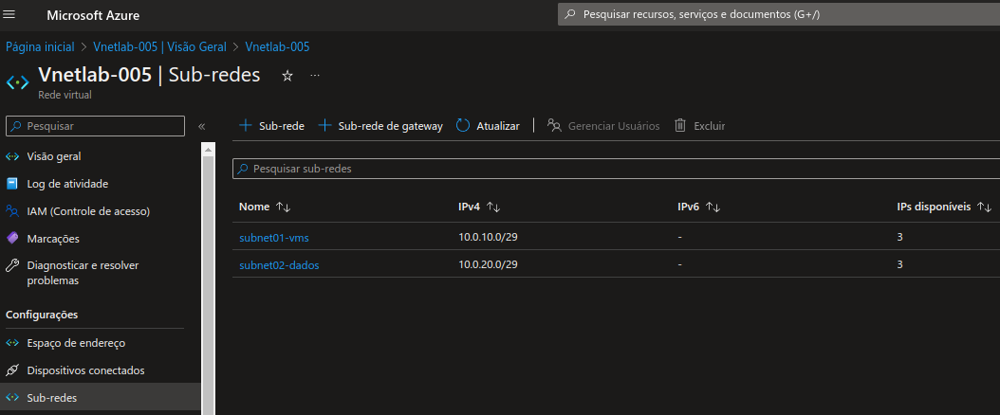 Microsoft Azure
Pesquisar recursos, serviços e documentos (G+/)
Página inicial > Vnetlab-005 | Visão Geral > Vnetlab-005
Vnetlab-005 | Sub-redes ☆ ...
Rede virtual
Pesquisar «
+ Sub-rede + Sub-rede de gateway Atualizar | Gerenciar Usuários Excluir
Visão geral
Log de atividade
IAM (Controle de acesso)
Marcações
Diagnosticar e resolver
problemas
Configurações
Espaço de endereço
Dispositivos conectados
Sub-redes
Pesquisar sub-redes
Nome ↑↓ IPv4 ↑↓ IPv6 ↑↓ IPs disponíveis ↑↓
subnet01-vms 10.0.10.0/29 - 3
subnet02-dados 10.0.20.0/29 - 3